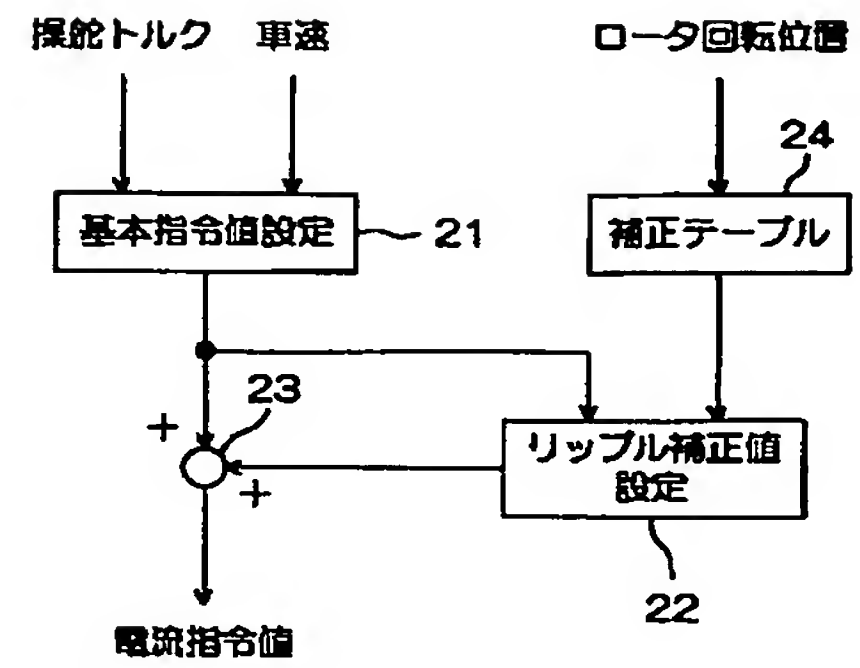 操舵トルク 車速 ロータ回転位置
24
基本指令値設定 21 補正テーブル
23
+
リップル補正値
設定
+
22
電流指令値